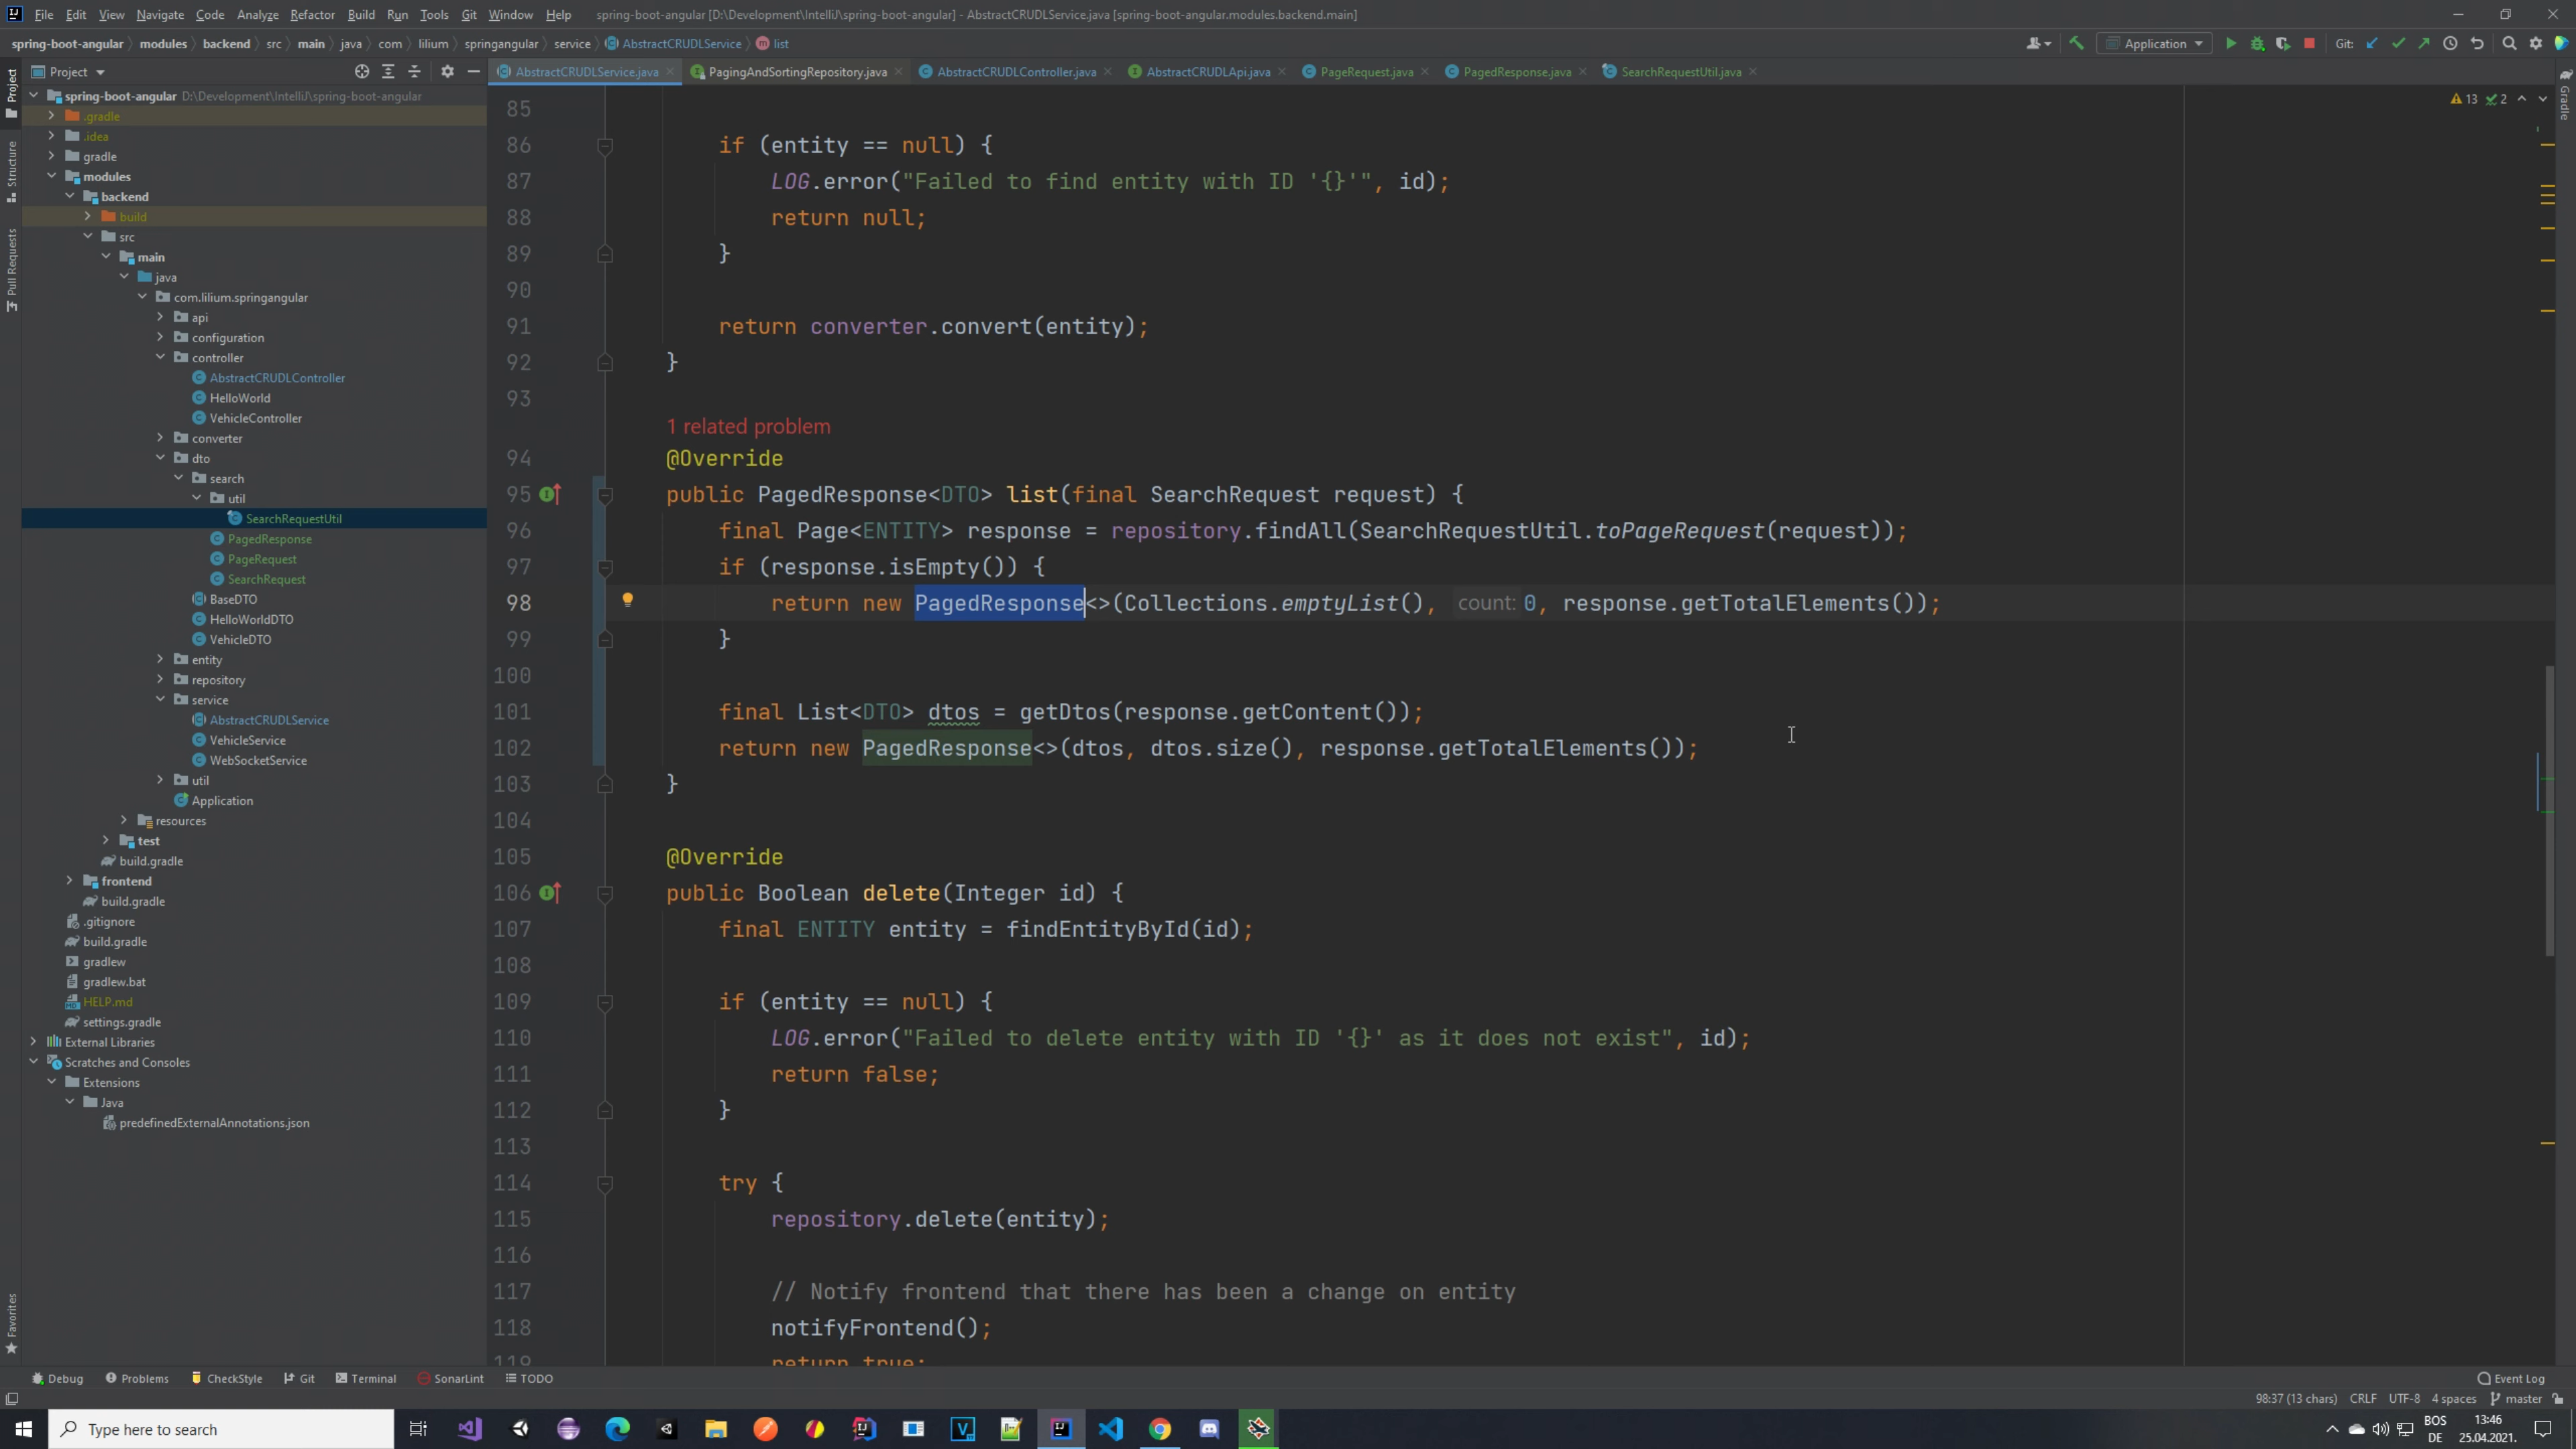 File Edit View Navigate Code Analyze Refactor Build Run Tools Git Window Help spring-boot-angular [D:\Development\IntelliJ\spring-boot-angular] - AbstractCRUDLService.java [spring-boot-angular.modules.backend.main]
spring-boot-angular modules backend src main java com lilium springangular service AbstractCRUDLService list Application Git:
Project
AbstractCRUDLService.java PagingAndSortingRepository.java AbstractCRUDLController.java AbstractCRUDLApi.java PageRequest.java PagedResponse.java SearchRequestUtil.java
Project
Structure
Pull Requests
Favorites
spring-boot-angular D:\Development\IntelliJ\spring-boot-angular
.gradle
.idea
gradle
modules
backend
build
src
main
java
com.lilium.springangular
api
configuration
controller
AbstractCRUDLController
HelloWorld
VehicleController
converter
dto
search
util
SearchRequestUtil
PagedResponse
PageRequest
SearchRequest
BaseDTO
HelloWorldDTO
VehicleDTO
entity
repository
service
AbstractCRUDLService
VehicleService
WebSocketService
util
Application
resources
test
build.gradle
frontend
build.gradle
.gitignore
build.gradle
gradlew
gradlew.bat
HELP.md
settings.gradle
External Libraries
Scratches and Consoles
Extensions
Java
predefinedExternalAnnotations.json
13 2
Gradle
85
86 if (entity == null) {
87 LOG.error("Failed to find entity with ID '{}'", id);
88 return null;
89 }
90
91 return converter.convert(entity);
92 }
93
1 related problem
94 @Override
95 public PagedResponse<DTO> list(final SearchRequest request) {
96 final Page<ENTITY> response = repository.findAll(SearchRequestUtil.toPageRequest(request));
97 if (response.isEmpty()) {
98 return new PagedResponse<>(Collections.emptyList(), count: 0, response.getTotalElements());
99 }
100
101 final List<DTO> dtos = getDtos(response.getContent());
102 return new PagedResponse<>(dtos, dtos.size(), response.getTotalElements());
103 }
104
105 @Override
106 public Boolean delete(Integer id) {
107 final ENTITY entity = findEntityById(id);
108
109 if (entity == null) {
110 LOG.error("Failed to delete entity with ID '{}' as it does not exist", id);
111 return false;
112 }
113
114 try {
115 repository.delete(entity);
116
117 // Notify frontend that there has been a change on entity
118 notifyFrontend();
119 return true;
Debug Problems CheckStyle Git Terminal SonarLint TODO Event Log
98:37 (13 chars) CRLF UTF-8 4 spaces master
Type here to search
BOS
DE
13:46
25.04.2021.